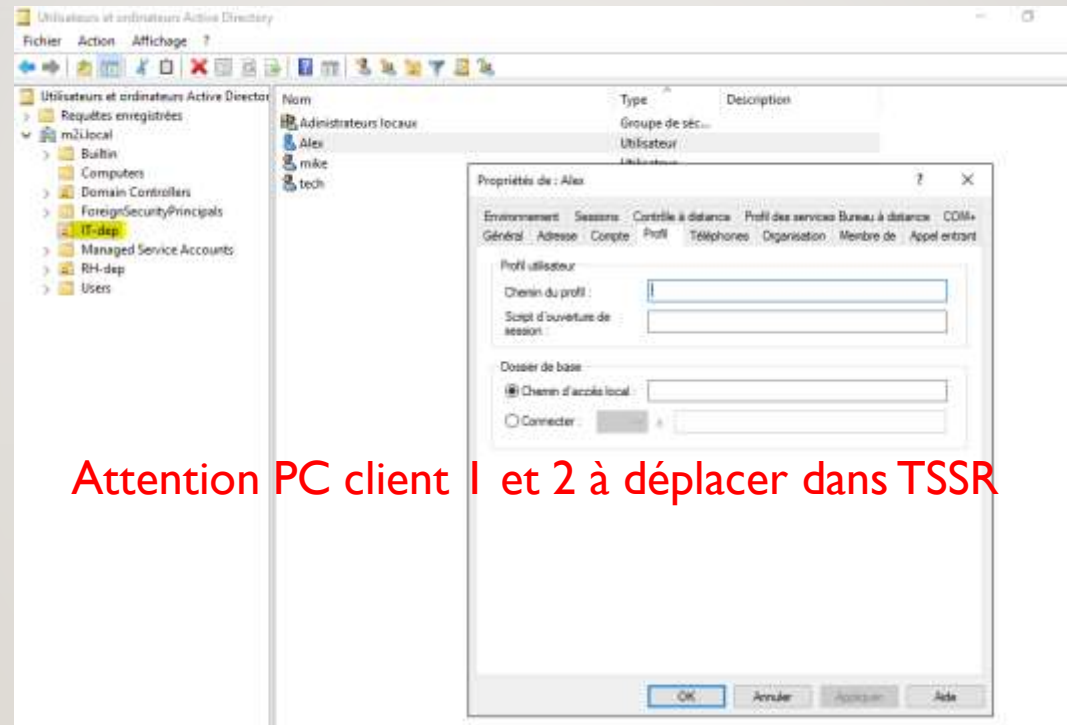 Utilisateurs et ordinateurs Active Directory
Fichier Action Affichage ?
Utilisateurs et ordinateurs Active Director
Requêtes enregistrées
m2i.local
Builtin
Computers
Domain Controllers
ForeignSecurityPrincipals
IT-dep
Managed Service Accounts
RH-dep
Users
Nom Type Description
Adinistrateurs locaux Groupe de séc...
Alex Utilisateur
mike Utilisateur
tech
Propriétés de : Alex ?
Environnement Sessions Contrôle à distance Profil des services Bureau à distance COM+
Général Adresse Compte Profil Téléphones Organisation Membre de Appel entrant
Profil utilisateur
Chemin du profil :
Script d'ouverture de
session :
Dossier de base
Chemin d'accès local :
Connecter : à
Attention PC client 1 et 2 à déplacer dans TSSR
OK Annuler Appliquer Aide